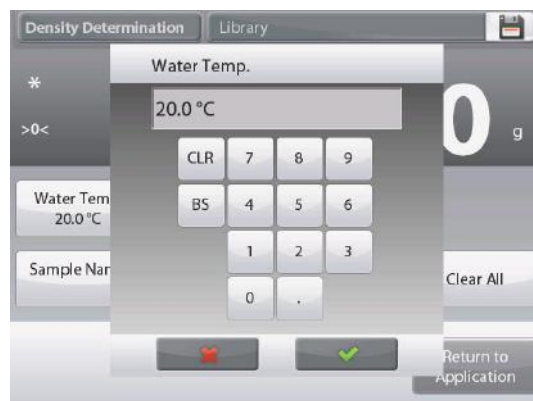 Density Determination Library
Water Temp.
*
20.0 °C
>0<
0 g
CLR 7 8 9
BS 4 5 6
1 2 3
0 .
Water Tem
20.0 °C
Sample Nar
Clear All
Return to
Application